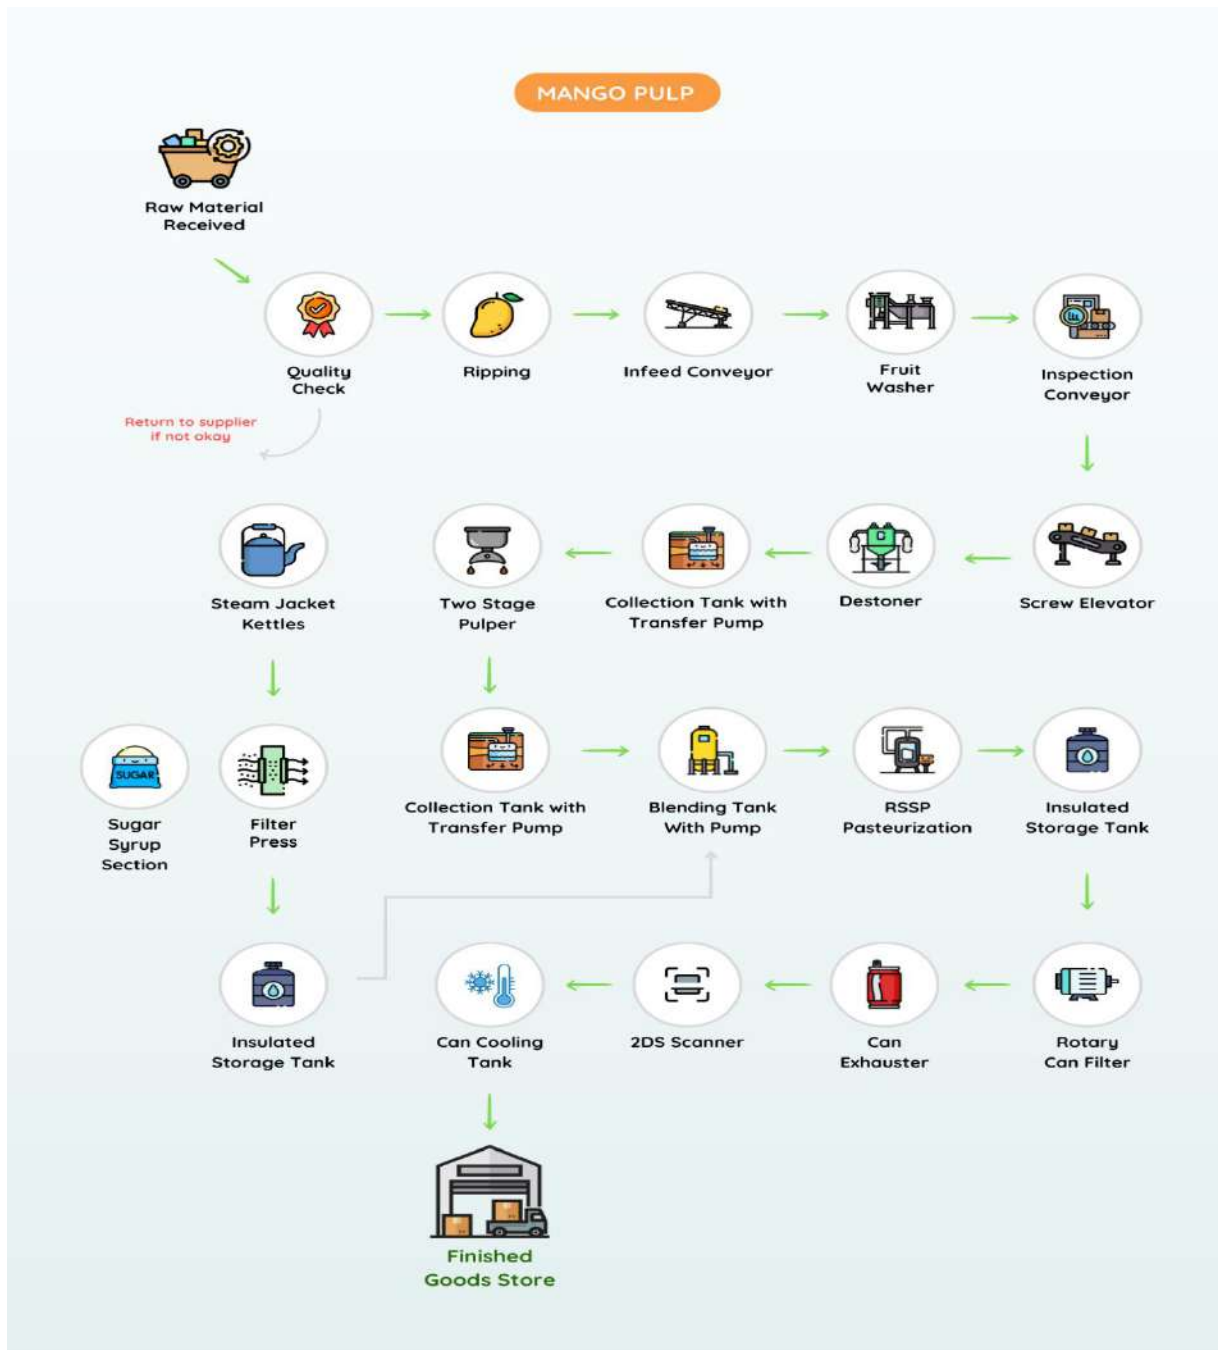 MANGO PULP
Raw Material
Received
Quality
Check
Ripping
Infeed Conveyor
Fruit
Washer
Inspection
Conveyor
Return to supplier
if not okay
Steam Jacket
Kettles
Two Stage
Pulper
Collection Tank with
Transfer Pump
Destoner
Screw Elevator
SUGAR
Sugar
Syrup
Section
Filter
Press
Collection Tank with
Transfer Pump
Blending Tank
With Pump
RSSP
Pasteurization
Insulated
Storage Tank
Insulated
Storage Tank
Can Cooling
Tank
2DS Scanner
Can
Exhauster
Rotary
Can Filter
Finished
Goods Store